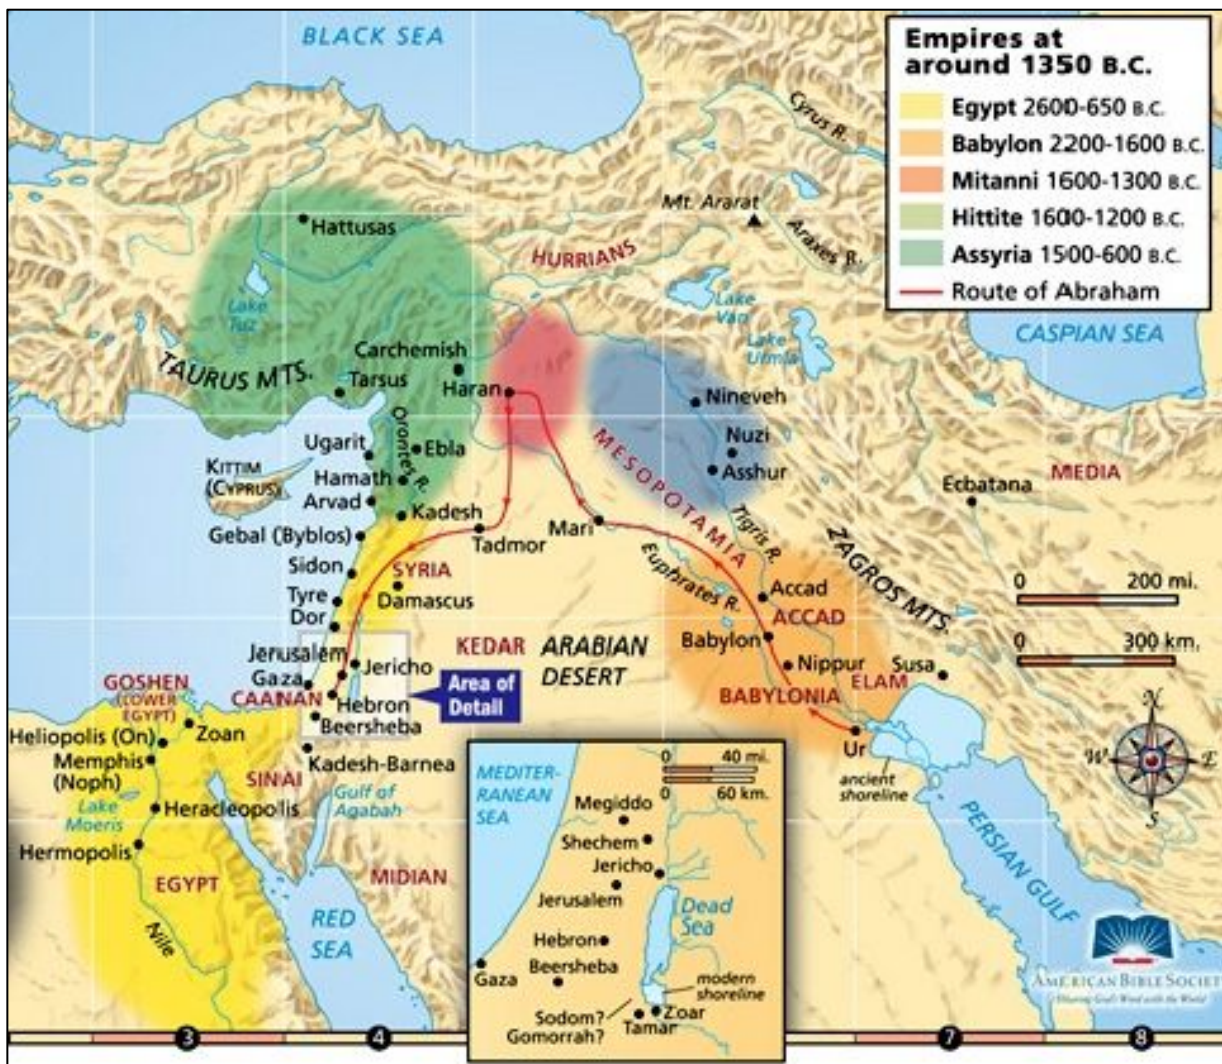 BLACK SEA
Empires at
around 1350 B.C.
Egypt 2600-650 B.C.
Babylon 2200-1600 B.C.
Mitanni 1600-1300 B.C.
Hittite 1600-1200 B.C.
Assyria 1500-600 B.C.
Route of Abraham
Cyrus R.
Mt. Ararat
Araxes R.
Hattusas
HURRIANS
Lake
Tuz
Lake
Van
Lake
Ulmia
CASPIAN SEA
TAURUS MTS.
Carchemish
Haran
Tarsus
Nineveh
Orontes R.
Ugarit
Ebla
Nuzi
Asshur
MESOPOTAMIA
MEDIA
KITTIM
(CYPRUS)
Hamath
Arvad
Kadesh
Ecbatana
Gebal (Byblos)
Tadmor
Mari
Tigris R.
ZAGROS MTS.
Sidon
SYRIA
Damascus
Euphrates R.
Accad
ACCAD
0 200 mi.
0 300 km.
Tyre
Dor
Jerusalem
Jericho
KEDAR
ARABIAN
DESERT
Babylon
Nippur
Susa
ELAM
BABYLONIA
Gaza
CAANAN
Hebron
Beersheba
Area of
Detail
GOSHEN
(LOWER
EGYPT)
Zoan
Heliopolis (On)
Memphis
(Noph)
Kadesh-Barnea
SINAI
Gulf of
Aqabah
Ur
ancient
shoreline
N
W
E
S
Lake
Moeris
Heracleopolis
Hermopolis
EGYPT
MIDIAN
Nile
RED
SEA
PERSIAN GULF
MEDITER-
RANEAN
SEA
0 40 mi.
0 60 km.
Megiddo
Shechem
Jericho
Jerusalem
Dead
Sea
Hebron
Beersheba
Gaza
modern
shoreline
Sodom?
Gomorrah?
Zoar
Tamar
AMERICAN BIBLE SOCIETY
Sharing God's Word with the World
3
4
7
8